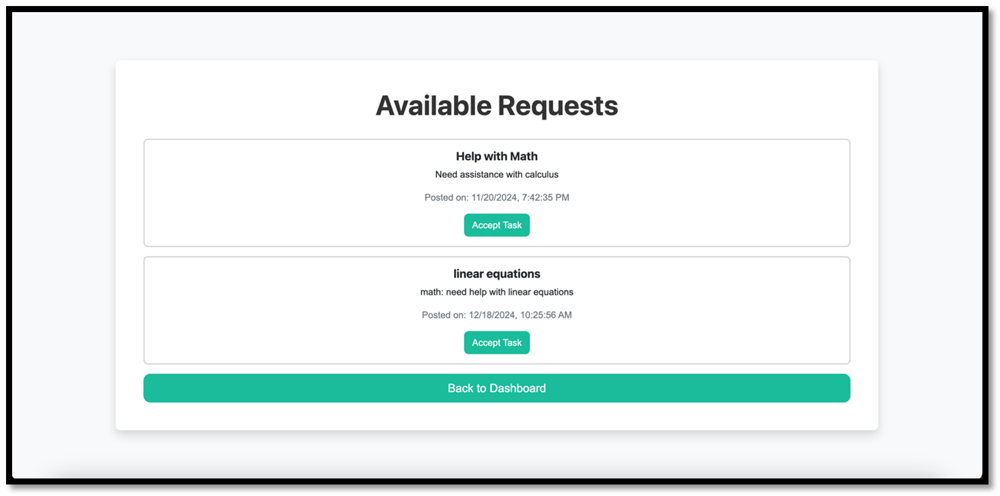 Available Requests
Help with Math
Need assistance with calculus
Posted on: 11/20/2024, 7:42:35 PM
Accept Task
linear equations
math: need help with linear equations
Posted on: 12/18/2024, 10:25:56 AM
Accept Task
Back to Dashboard